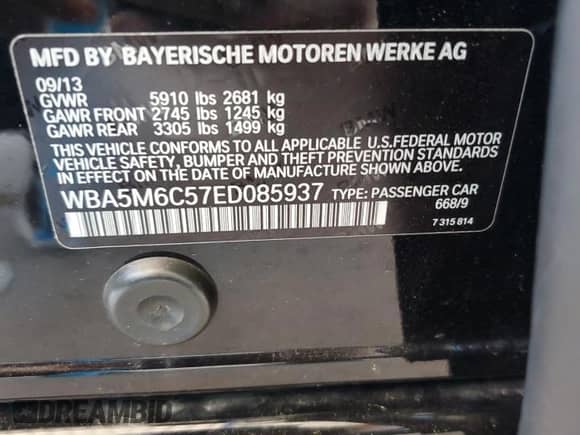 MFD BY BAYERISCHE MOTOREN WERKE AG
09/13
GVWR 5910 lbs 2681 kg
GAWR FRONT 2745 lbs 1245 kg
GAWR REAR 3305 lbs 1499 kg
THIS VEHICLE CONFORMS TO ALL APPLICABLE U.S.FEDERAL MOTOR
VEHICLE SAFETY, BUMPER AND THEFT PREVENTION STANDARDS
IN EFFECT ON THE DATE OF MANUFACTURE SHOWN ABOVE.
WBA5M6C57ED085937 TYPE: PASSENGER CAR
668/9
7 315 814
DREAMBID